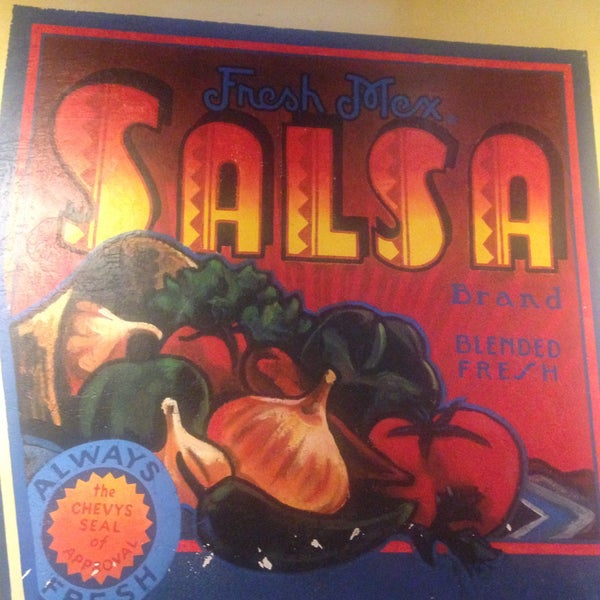 Fresh Mex®
SALSA
Brand
BLENDED
FRESH
ALWAYS
the
CHEVYS
SEAL
of
APPROVAL
FRESH